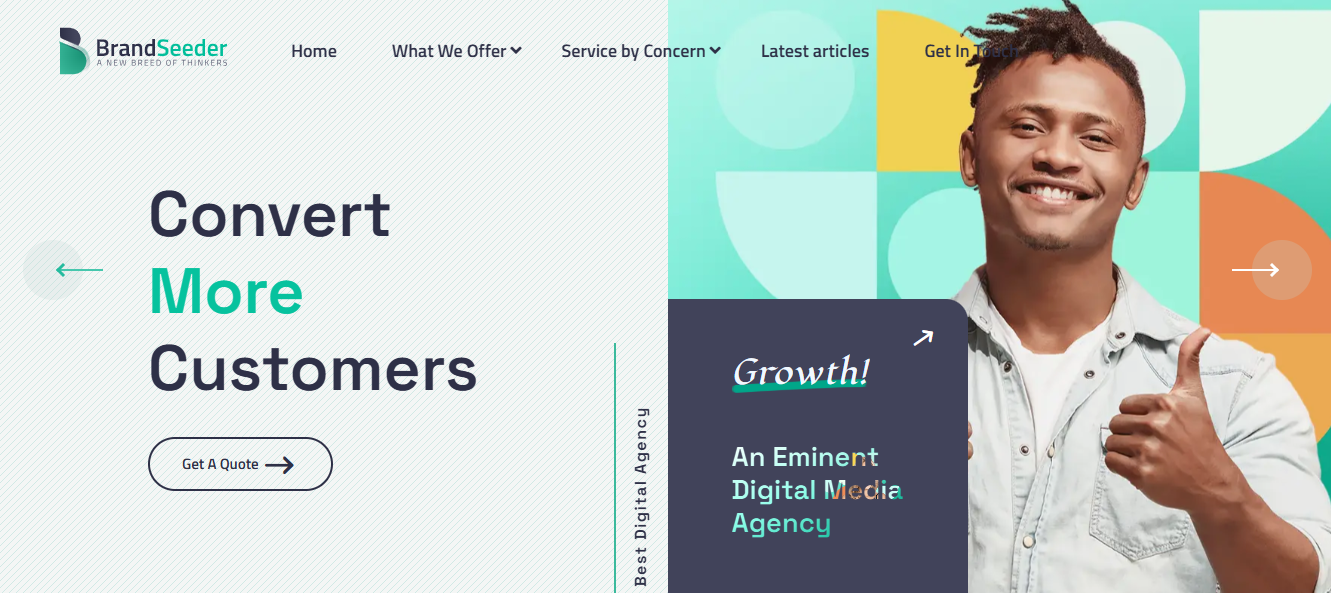 BrandSeeder
A NEW BREED OF THINKERS
Home
What We Offer
Service by Concern
Latest articles
Get In Touch
Convert
More
Customers
Get A Quote
Best Digital Agency
Growth!
An Eminent
Digital Media
Agency